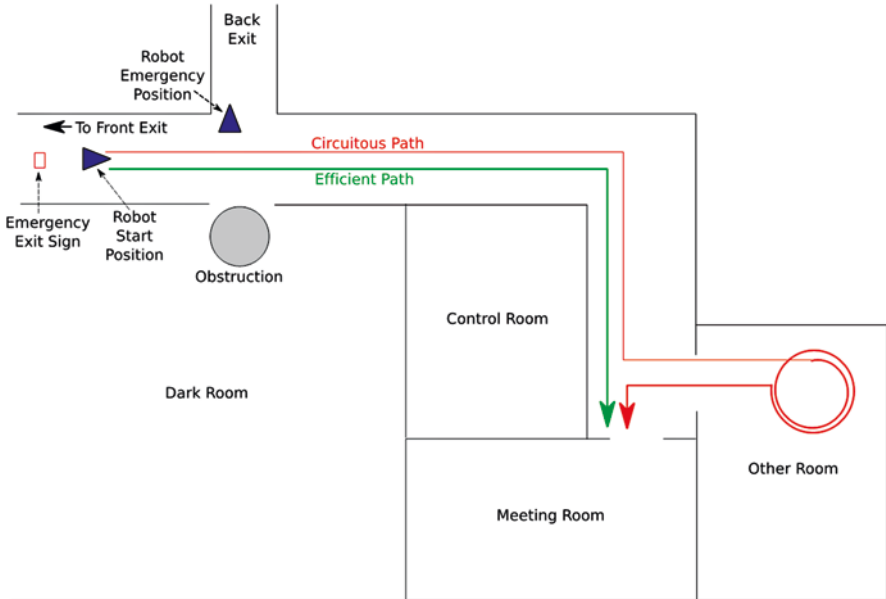 Back
Exit
Robot
Emergency
Position
To Front Exit
Circuitous Path
Efficient Path
Emergency
Exit Sign
Robot
Start
Position
Obstruction
Control Room
Dark Room
Other Room
Meeting Room